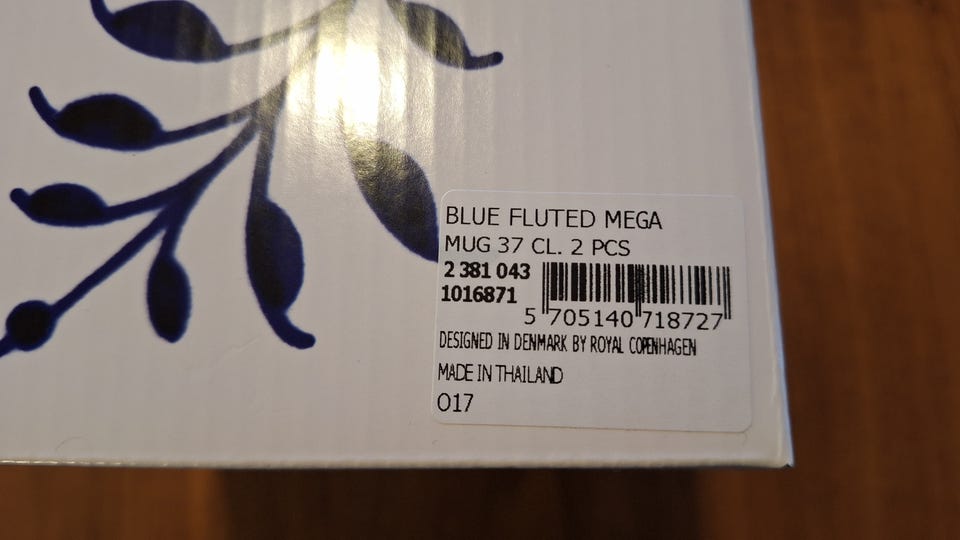 BLUE FLUTED MEGA
MUG 37 CL. 2 PCS
2 381 043
1016871
5 705140 718727
DESIGNED IN DENMARK BY ROYAL COPENHAGEN
MADE IN THAILAND
017